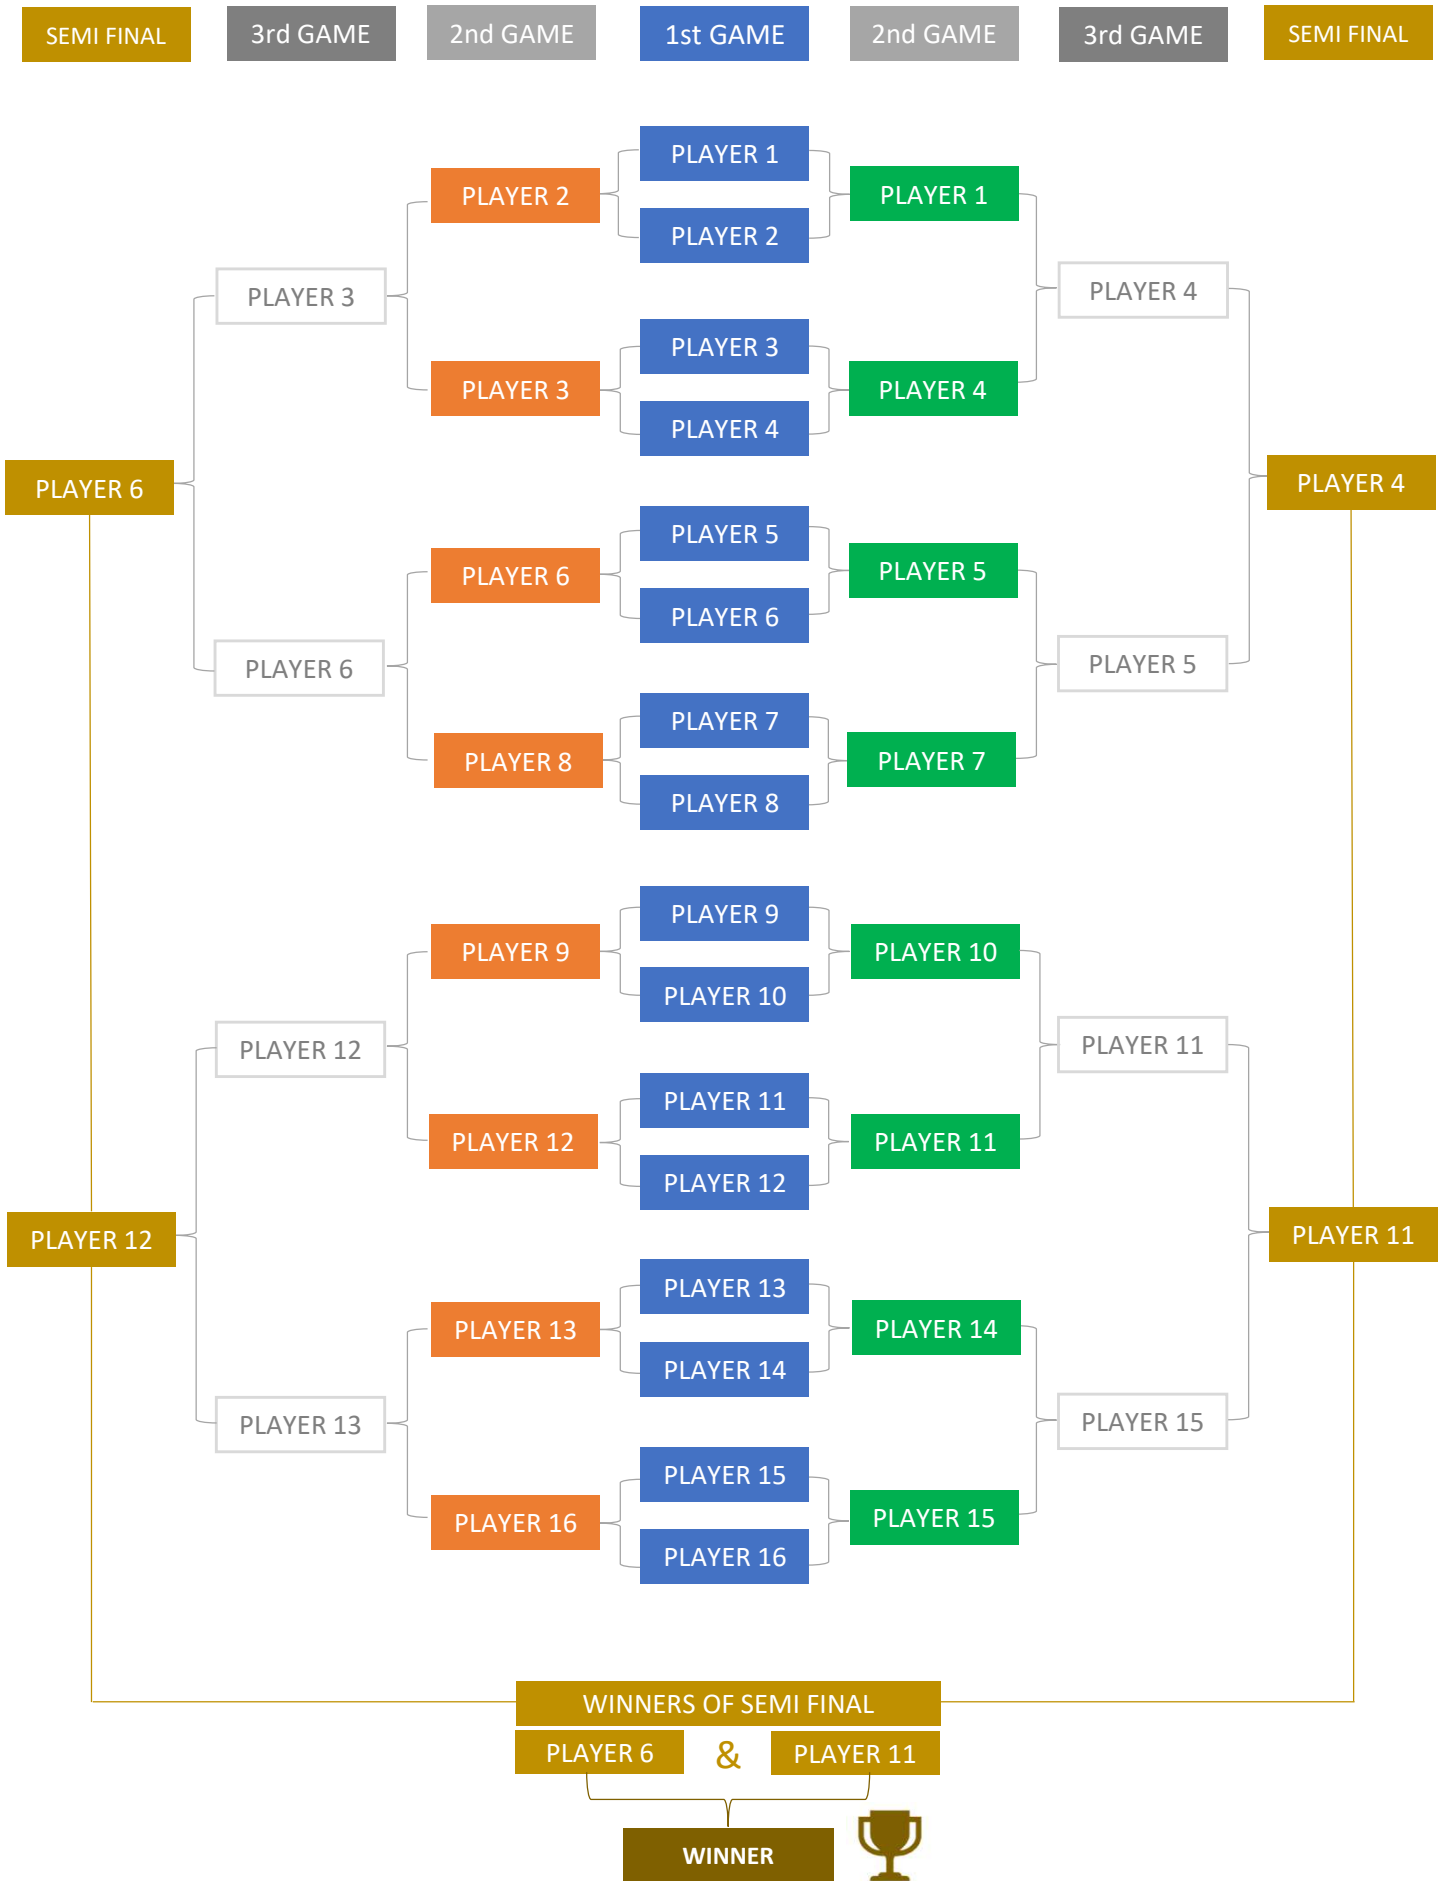 SEMI FINAL
3rd GAME
2nd GAME
1st GAME
2nd GAME
3rd GAME
SEMI FINAL
PLAYER 1
PLAYER 2
PLAYER 1
PLAYER 2
PLAYER 3
PLAYER 4
PLAYER 3
PLAYER 3
PLAYER 4
PLAYER 4
PLAYER 6
PLAYER 4
PLAYER 5
PLAYER 6
PLAYER 5
PLAYER 6
PLAYER 6
PLAYER 5
PLAYER 7
PLAYER 8
PLAYER 7
PLAYER 8
PLAYER 9
PLAYER 9
PLAYER 10
PLAYER 10
PLAYER 12
PLAYER 11
PLAYER 11
PLAYER 12
PLAYER 11
PLAYER 12
PLAYER 12
PLAYER 11
PLAYER 13
PLAYER 13
PLAYER 14
PLAYER 14
PLAYER 13
PLAYER 15
PLAYER 15
PLAYER 16
PLAYER 15
PLAYER 16
WINNERS OF SEMI FINAL
PLAYER 6 & PLAYER 11
WINNER